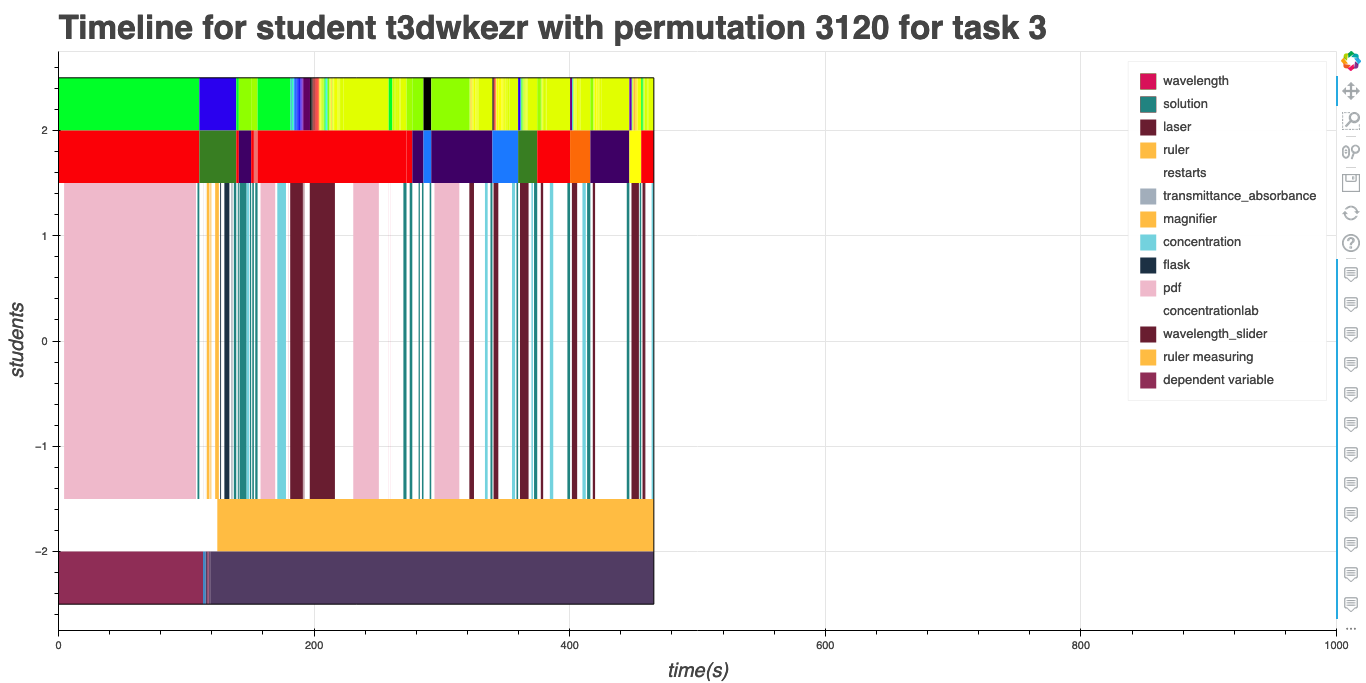 Timeline for student t3dwkezr with permutation 3120 for task 3
wavelength
solution
laser
ruler
restarts
transmittance_absorbance
magnifier
concentration
flask
pdf
concentrationlab
wavelength_slider
ruler measuring
dependent variable
students
2
1
0
−1
−2
0
200
400
600
800
1000
time(s)